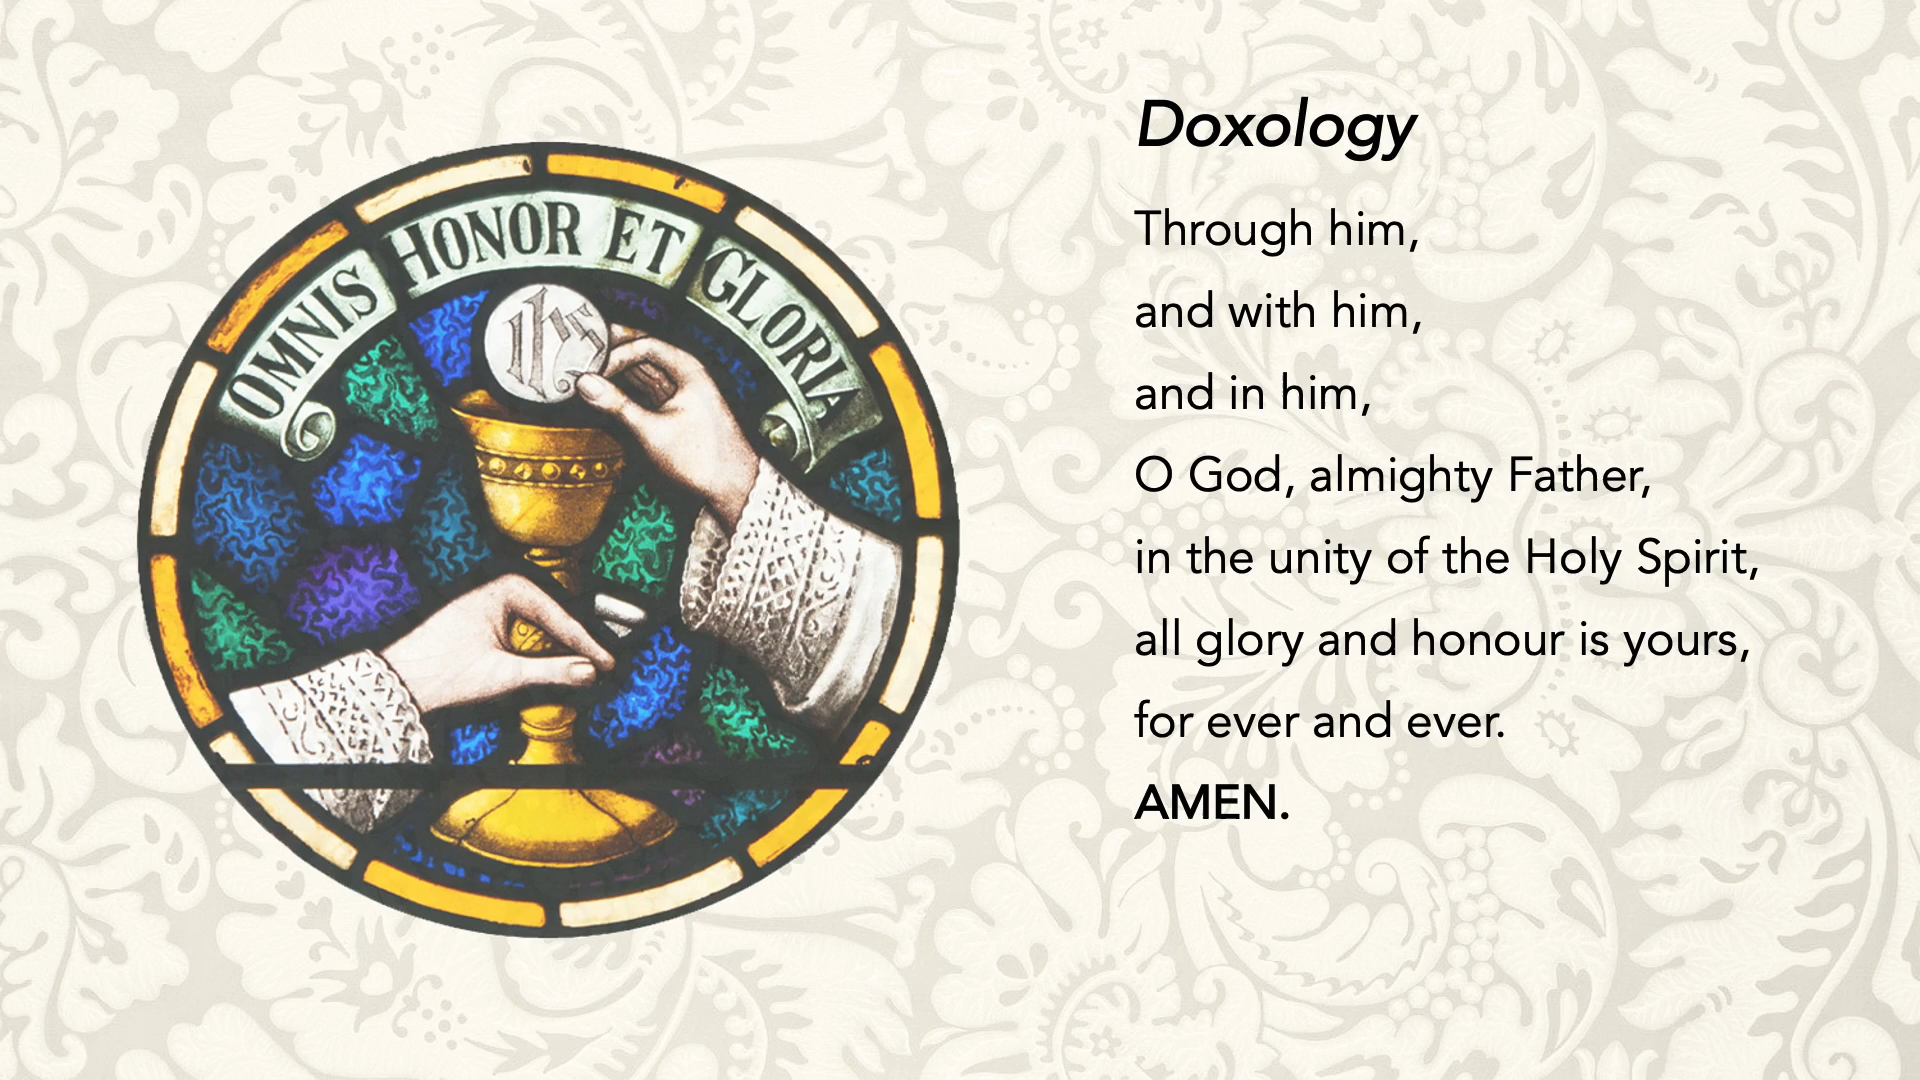 OMNIS HONOR ET GLORIA
ihs
Doxology
Through him,
and with him,
and in him,
O God, almighty Father,
in the unity of the Holy Spirit,
all glory and honour is yours,
for ever and ever.
AMEN.